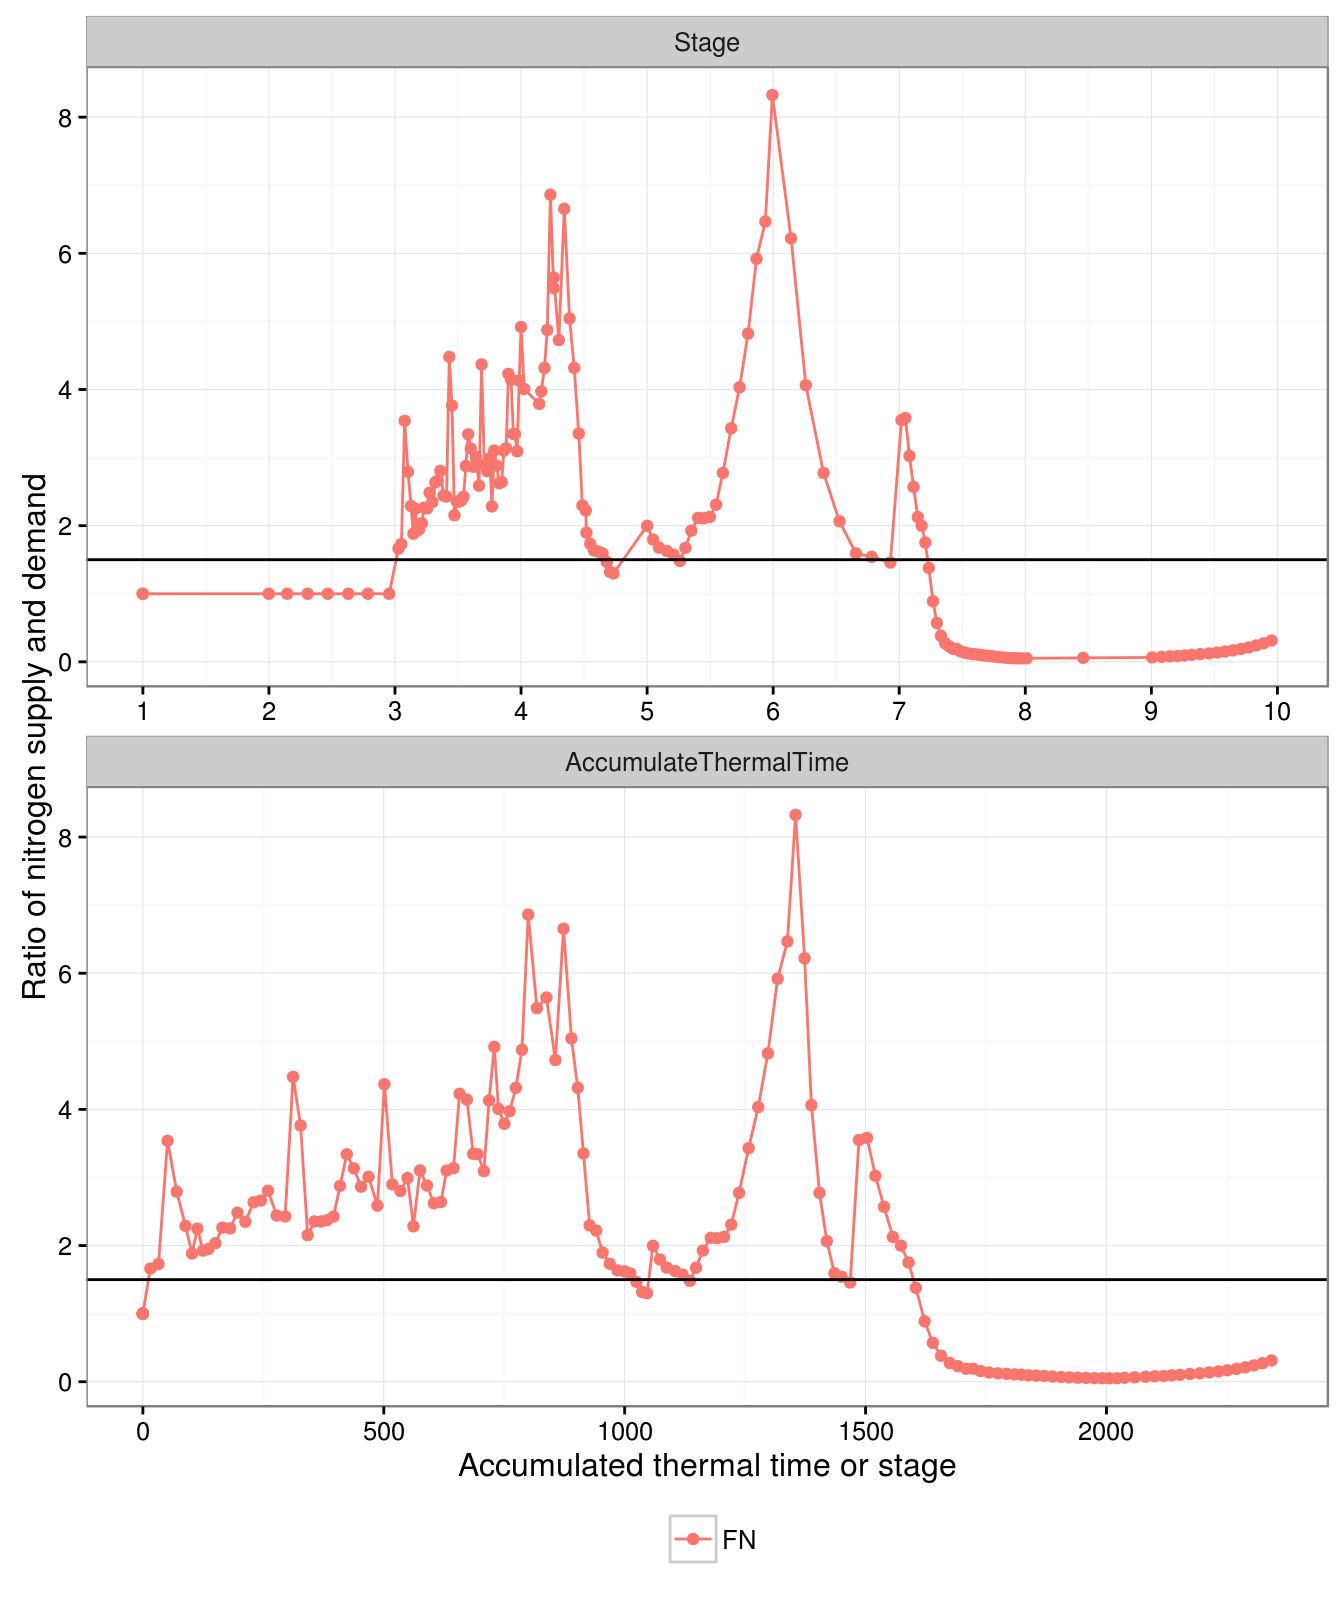 Stage
8
6
4
2
0
1 2 3 4 5 6 7 8 9 10
Ratio of nitrogen supply and demand
AccumulateThermalTime
8
6
4
2
0
0 500 1000 1500 2000
Accumulated thermal time or stage
FN